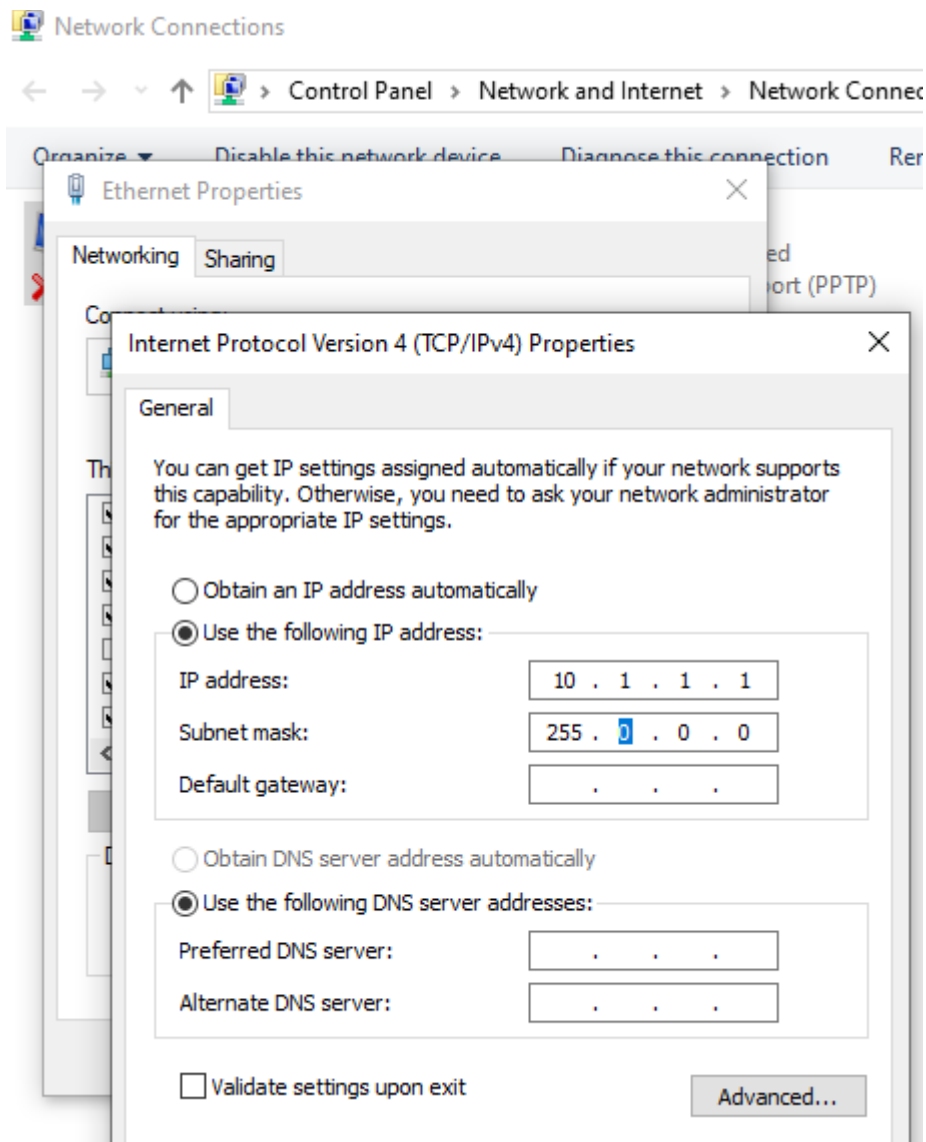 Network Connections
Control Panel > Network and Internet > Network Connec
Organize Disable this network device Diagnose this connection Rer
Ethernet Properties
Networking Sharing
ed
ort (PPTP)
Connect using:
Internet Protocol Version 4 (TCP/IPv4) Properties
General
Th
You can get IP settings assigned automatically if your network supports
this capability. Otherwise, you need to ask your network administrator
for the appropriate IP settings.
Obtain an IP address automatically
Use the following IP address:
IP address: 10 . 1 . 1 . 1
Subnet mask: 255 . 0 . 0 . 0
Default gateway: . . .
Obtain DNS server address automatically
Use the following DNS server addresses:
Preferred DNS server: . . .
Alternate DNS server: . . .
Validate settings upon exit
Advanced...